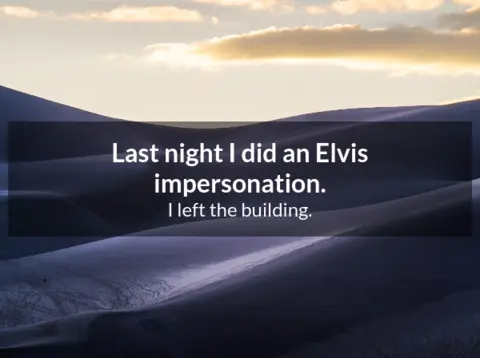 Last night I did an Elvis
impersonation.
I left the building.